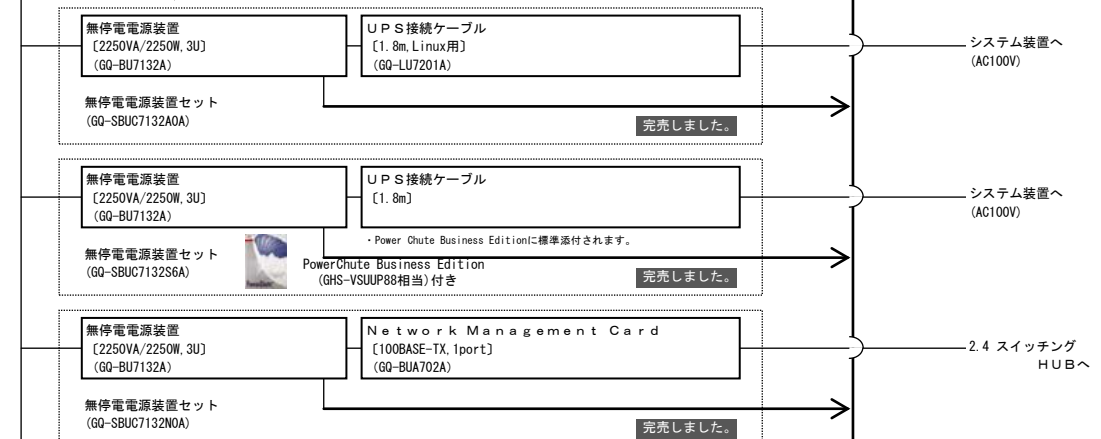 無停電電源装置
〔2250VA/2250W,3U〕
(GQ-BU7132A)
UPS接続ケーブル
〔1.8m,Linux用〕
(GQ-LU7201A)
システム装置へ
(AC100V)
無停電電源装置セット
(GQ-SBUC7132A0A)
完売しました。
無停電電源装置
〔2250VA/2250W,3U〕
(GQ-BU7132A)
UPS接続ケーブル
〔1.8m〕
システム装置へ
(AC100V)
・Power Chute Business Editionに標準添付されます。
無停電電源装置セット
(GQ-SBUC7132S6A)
PowerChute Business Edition
(GHS-VSUUP88相当)付き
完売しました。
無停電電源装置
〔2250VA/2250W,3U〕
(GQ-BU7132A)
Network Management Card
〔100BASE-TX,1port〕
(GQ-BUA702A)
2.4 スイッチング
HUBへ
無停電電源装置セット
(GQ-SBUC7132N0A)
完売しました。